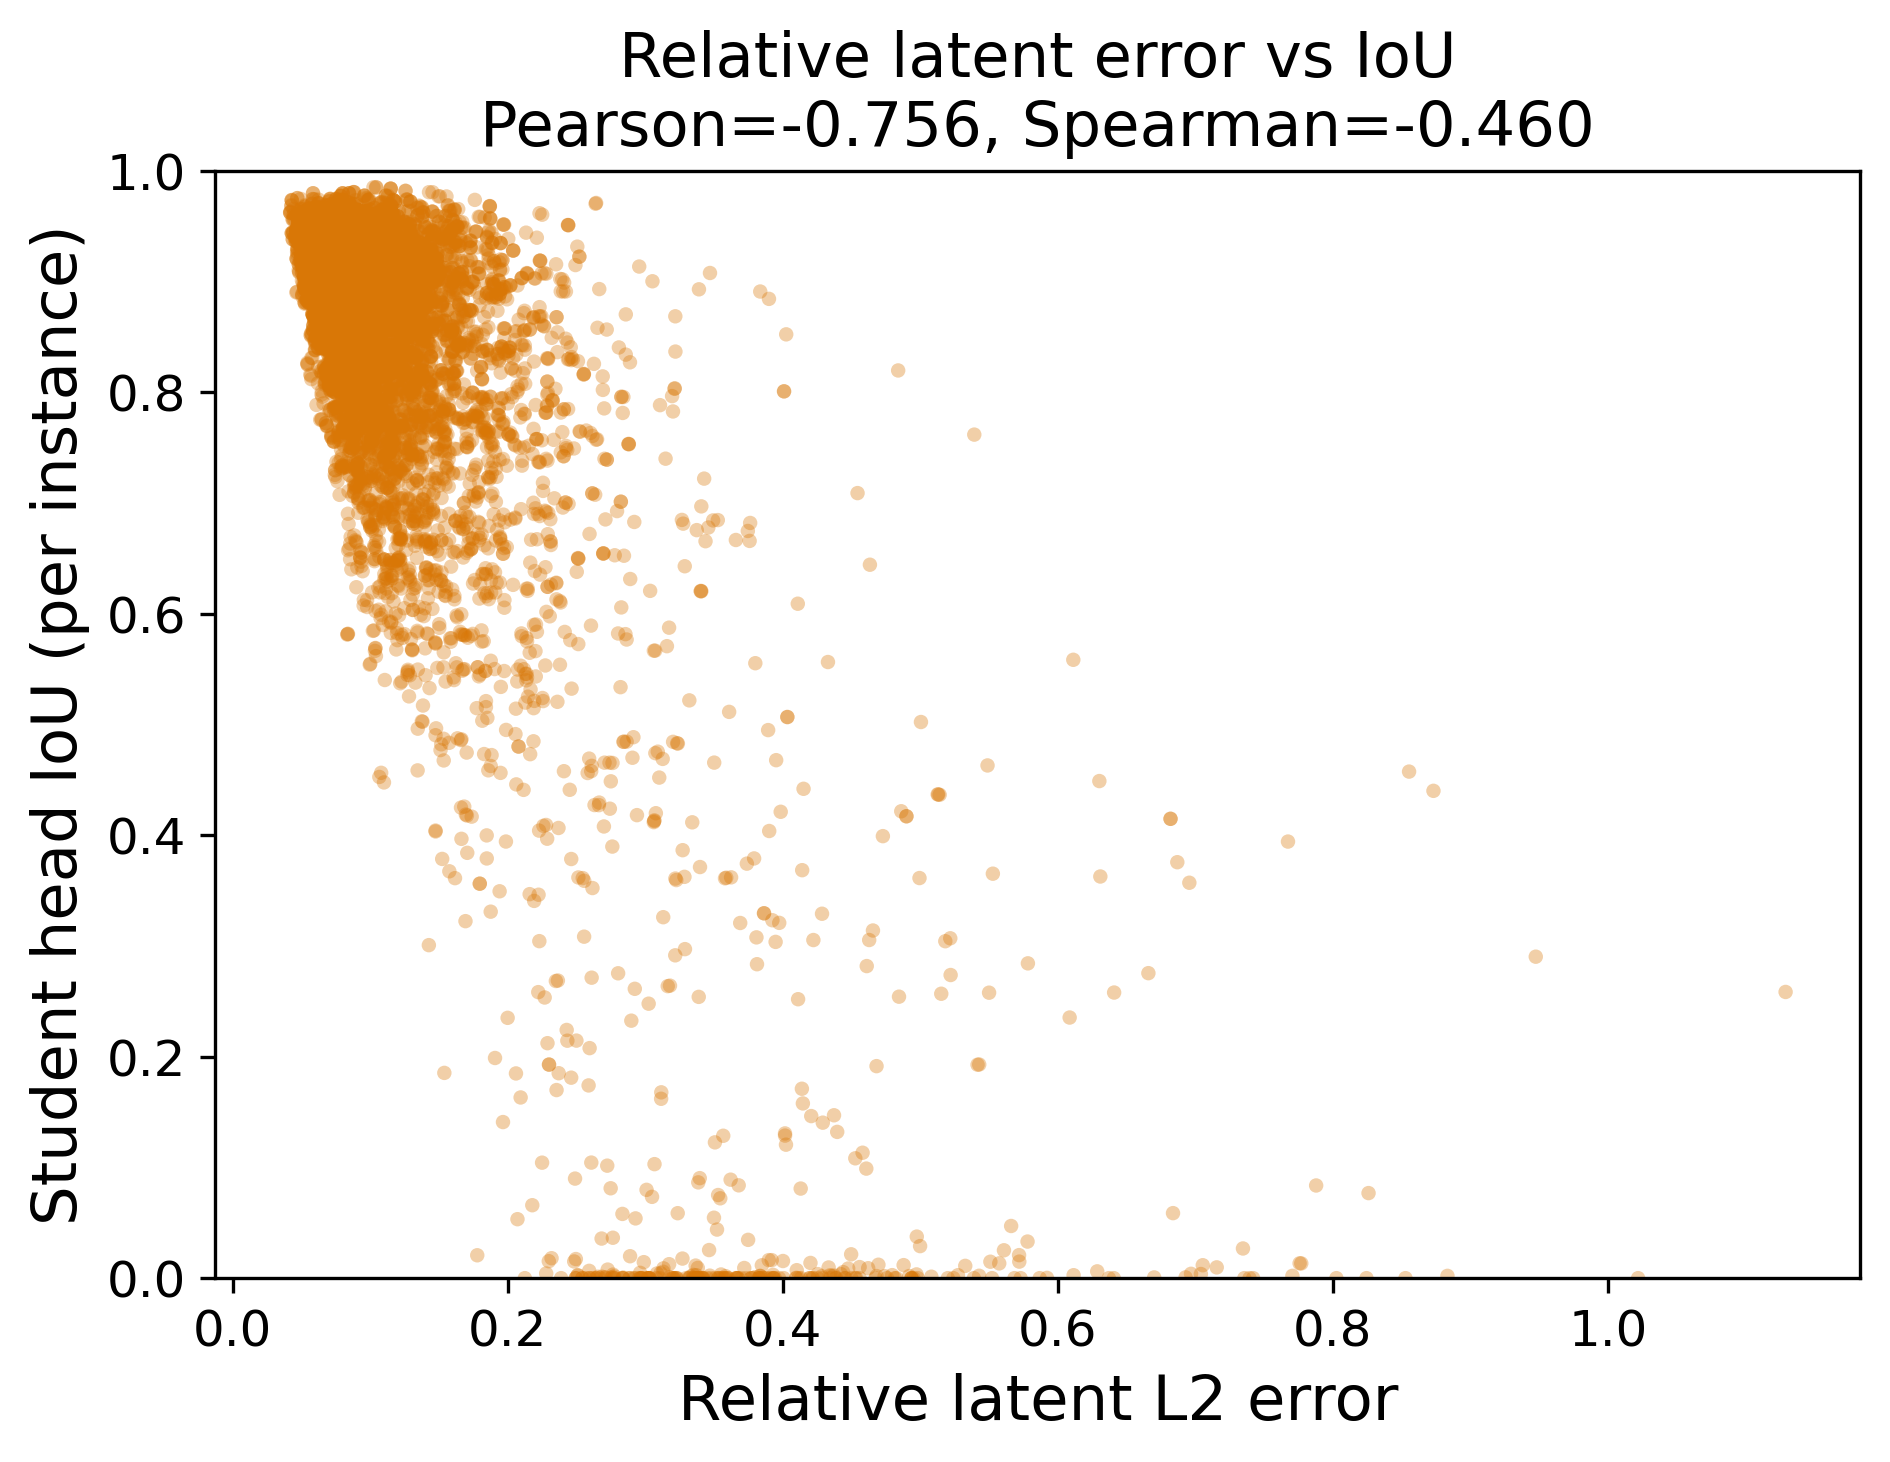 Relative latent error vs IoU
Pearson=-0.756, Spearman=-0.460
Student head IoU (per instance)
1.0
0.8
0.6
0.4
0.2
0.0
0.0 0.2 0.4 0.6 0.8 1.0
Relative latent L2 error